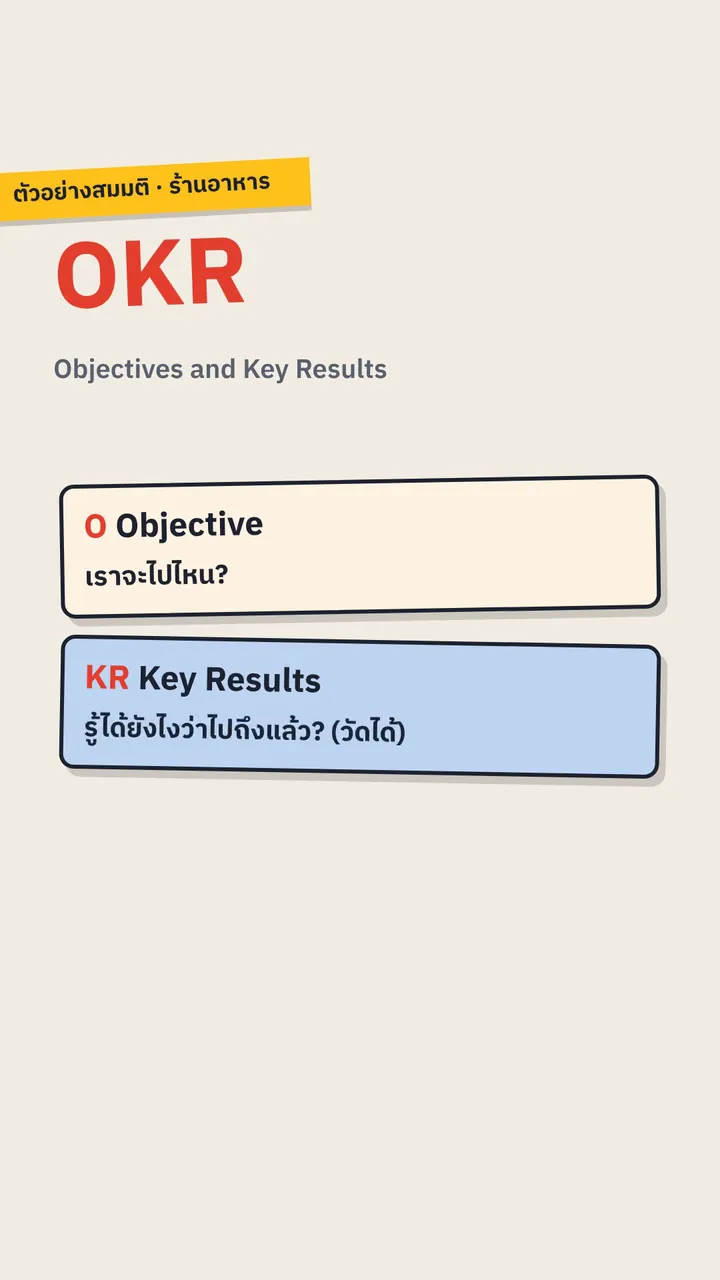 ตัวอย่างสมมติ · ร้านอาหาร
OKR
Objectives and Key Results
O Objective
เราจะไปไหน?
KR Key Results
รู้ได้ยังไงว่าไปถึงแล้ว? (วัดได้)